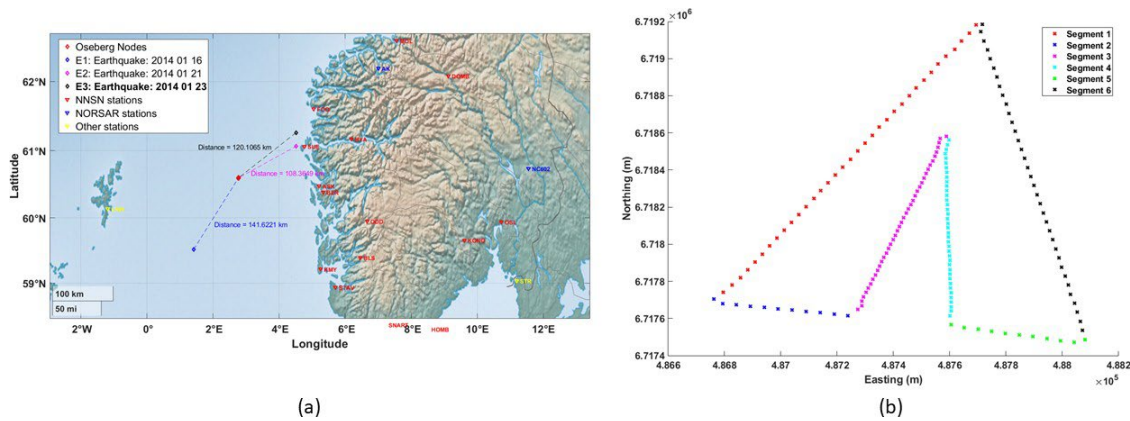 Oseberg Nodes
E1: Earthquake: 2014 01 16
E2: Earthquake: 2014 01 21
E3: Earthquake: 2014 01 23
NNSN stations
NORSAR stations
Other stations
62°N
61°N
60°N
59°N
Latitude
Distance = 120.1065 km
Distance = 141.6221 km
DOMB
STAV
SNART
HOMB
100 km
50 mi
2°W
0°
2°E
4°E
6°E
8°E
10°E
12°E
Longitude
(a)
×10⁶
6.7192
6.719
6.7188
6.7186
6.7184
6.7182
6.718
6.7178
6.7176
6.7174
Northing (m)
Segment 1
Segment 2
Segment 3
Segment 4
Segment 5
Segment 6
4.866
4.868
4.87
4.872
4.874
4.876
4.878
4.88
4.882
Easting (m)
×10⁵
(b)